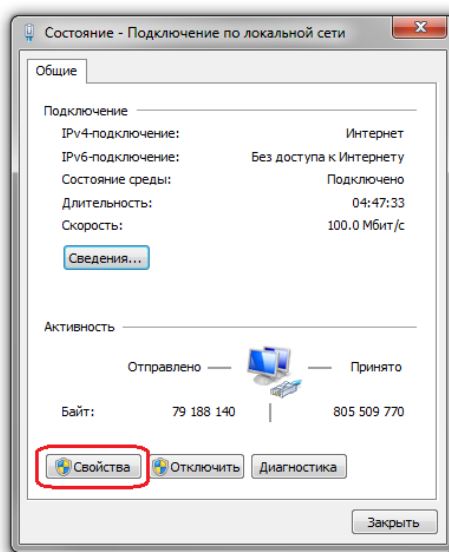 Состояние - Подключение по локальной сети
Общие
Подключение
IPv4-подключение: Интернет
IPv6-подключение: Без доступа к Интернету
Состояние среды: Подключено
Длительность: 04:47:33
Скорость: 100.0 Мбит/с
Сведения...
Активность
Отправлено — — Принято
Байт: 79 188 140 | 805 509 770
Свойства Отключить Диагностика
Закрыть